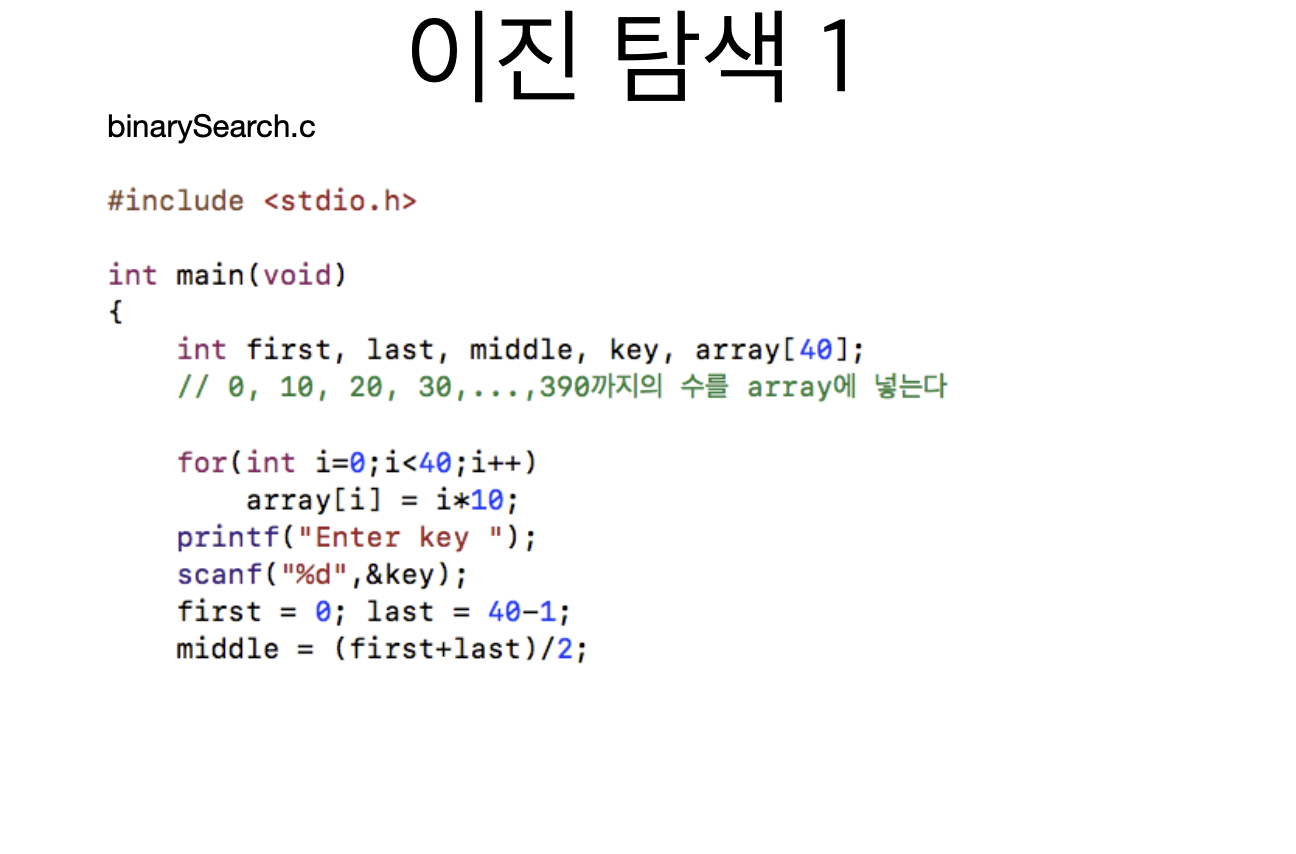 이진 탐색 1
binarySearch.c
#include <stdio.h>
int main(void)
{
    int first, last, middle, key, array[40];
    // 0, 10, 20, 30,...,390까지의 수를 array에 넣는다
    for(int i=0;i<40;i++)
        array[i] = i*10;
    printf("Enter key ");
    scanf("%d",&key);
    first = 0; last = 40-1;
    middle = (first+last)/2;